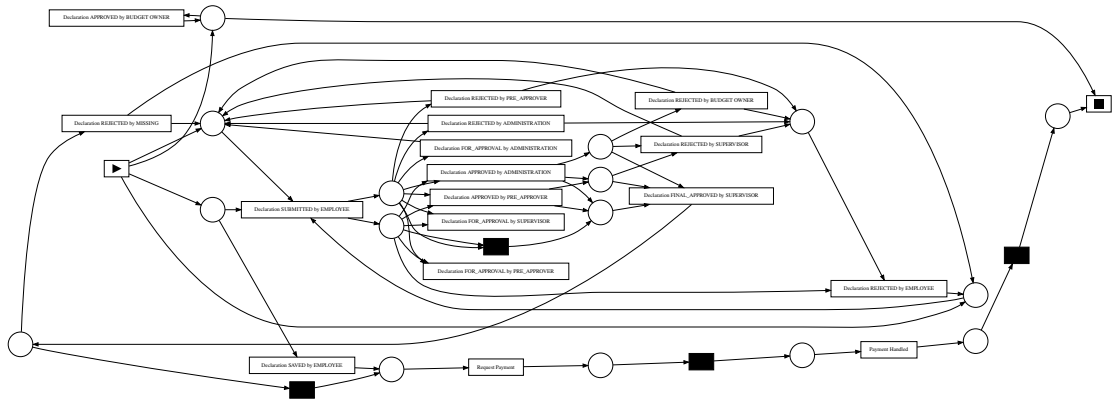 Declaration APPROVED by BUDGET OWNER
Declaration REJECTED by PRE_APPROVER
Declaration REJECTED by BUDGET OWNER
Declaration REJECTED by MISSING
Declaration REJECTED by ADMINISTRATION
Declaration FOR_APPROVAL by ADMINISTRATION
Declaration REJECTED by SUPERVISOR
Declaration APPROVED by ADMINISTRATION
Declaration APPROVED by PRE_APPROVER
Declaration FINAL_APPROVED by SUPERVISOR
Declaration SUBMITTED by EMPLOYEE
Declaration FOR_APPROVAL by SUPERVISOR
Declaration FOR_APPROVAL by PRE_APPROVER
Declaration REJECTED by EMPLOYEE
Payment Handled
Declaration SAVED by EMPLOYEE
Request Payment